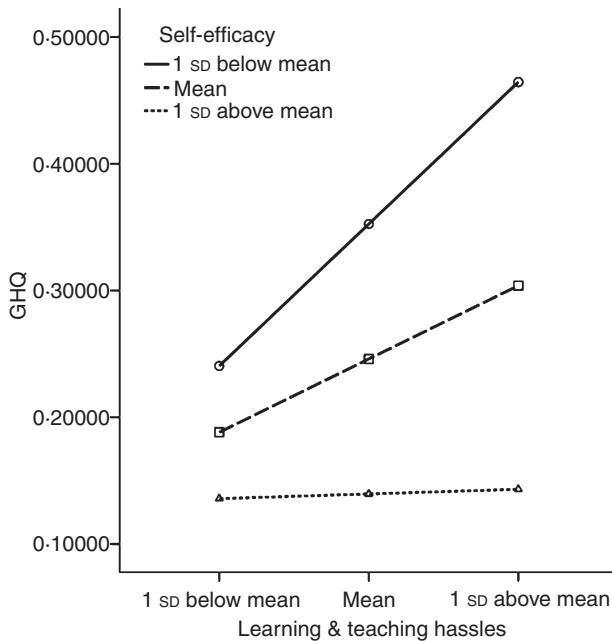 0·50000
Self-efficacy
1 SD below mean
Mean
1 SD above mean
0·40000
0·30000
GHQ
0·20000
0·10000
1 SD below mean
Mean
1 SD above mean
Learning & teaching hassles